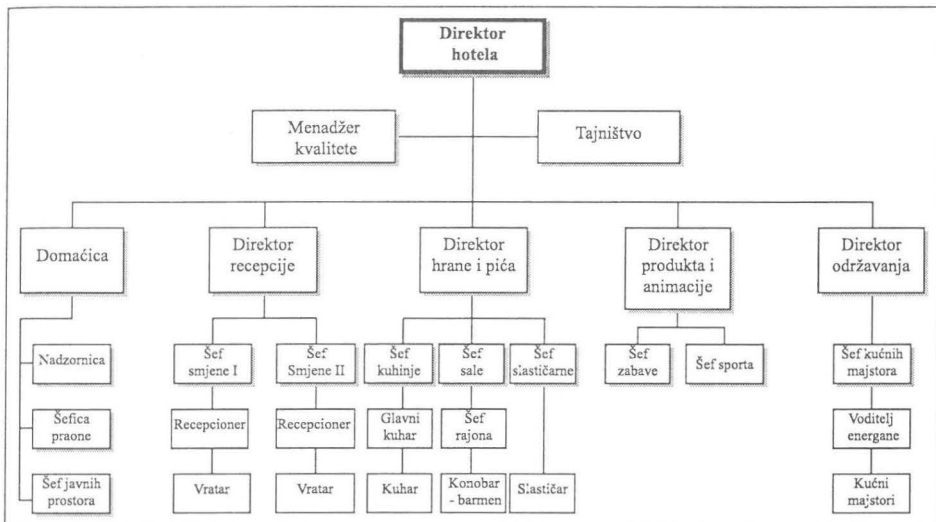 Direktor
hotela
Menadžer
kvalitete
Tajništvo
Domaćica
Direktor
recepcije
Direktor
hrane i pića
Direktor
produkta i
animacije
Direktor
održavanja
Nadzornica
Šef
smjene I
Šef
Smjene II
Šef
kuhinje
Šef
sale
Šef
slastičarne
Šef
zabave
Šef sporta
Šef kućnih
majstora
Šefica
praone
Recepcioner
Recepcioner
Glavni
kuhar
Šef
rajona
Voditelj
energane
Šef javnih
prostora
Vratar
Vratar
Kuhar
Konobar
- barmen
Slastičar
Kućni
majstori